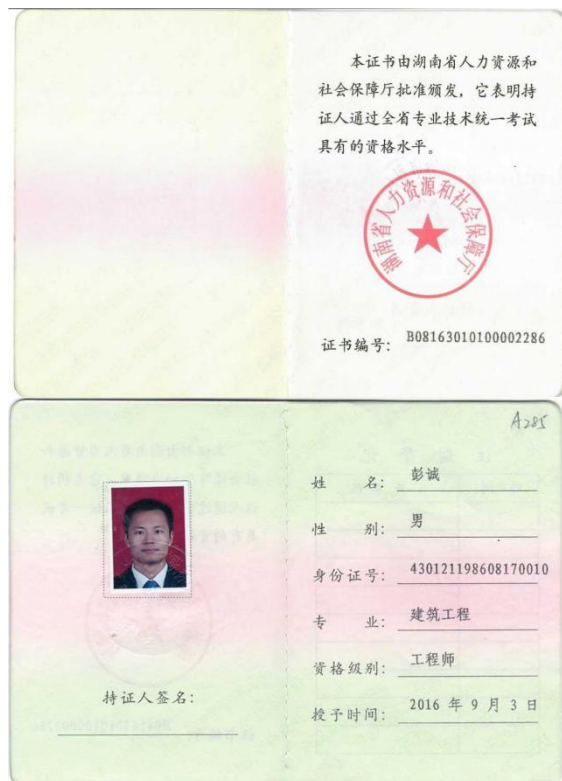 本证书由湖南省人力资源和
社会保障厅批准颁发，它表明持
证人通过全省专业技术统一考试
具有的资格水平。
湖南省人力资源和社会保障厅
证书编号： B08163010100002286
A285
姓 名： 彭诚
性 别： 男
身份证号： 430121198608170010
专 业： 建筑工程
资格级别： 工程师
授予时间： 2016 年 9 月 3 日
持证人签名：